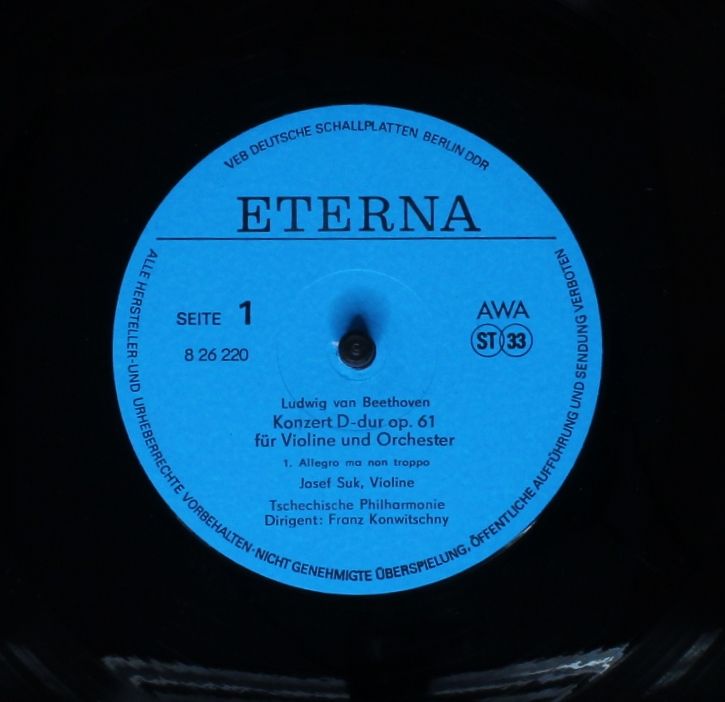 VEB DEUTSCHE SCHALLPLATTEN BERLIN DDR
ETERNA
SEITE 1
8 26 220
AWA
ST 33
Ludwig van Beethoven
Konzert D-dur op. 61
für Violine und Orchester
1. Allegro ma non troppo
Josef Suk, Violine
Tschechische Philharmonie
Dirigent: Franz Konwitschny
ALLE HERSTELLER-UND URHEBERRECHTE VORBEHALTEN·NICHT GENEHMIGTE ÜBERSPIELUNG, ÖFFENTLICHE AUFFÜHRUNG UND SENDUNG VERBOTEN